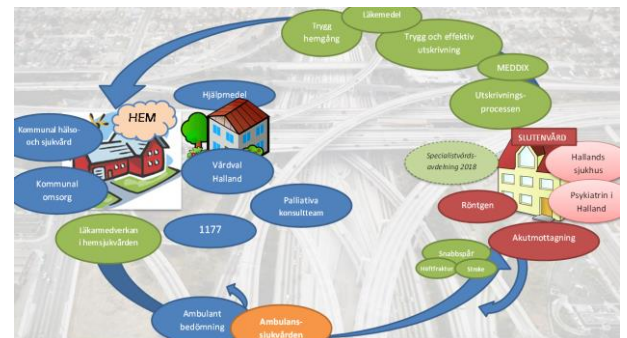 Trygg
hemgång
Läkemedel
Trygg och effektiv
utskrivning
MEDDIX
Utskrivnings-
processen
HEM
Hjälpmedel
Kommunal hälso-
och sjukvård
Vårdval
Halland
Kommunal
omsorg
Palliativa
konsultteam
Läkarmedverkan
i hemsjukvården
1177
Specialistvårds-
avdelning 2018
SLUTENVÅRD
Hallands
sjukhus
Psykiatrin i
Halland
Röntgen
Akutmottagning
Snabbspår
Höftfraktur
Stroke
Ambulant
bedömning
Ambulans-
sjukvården